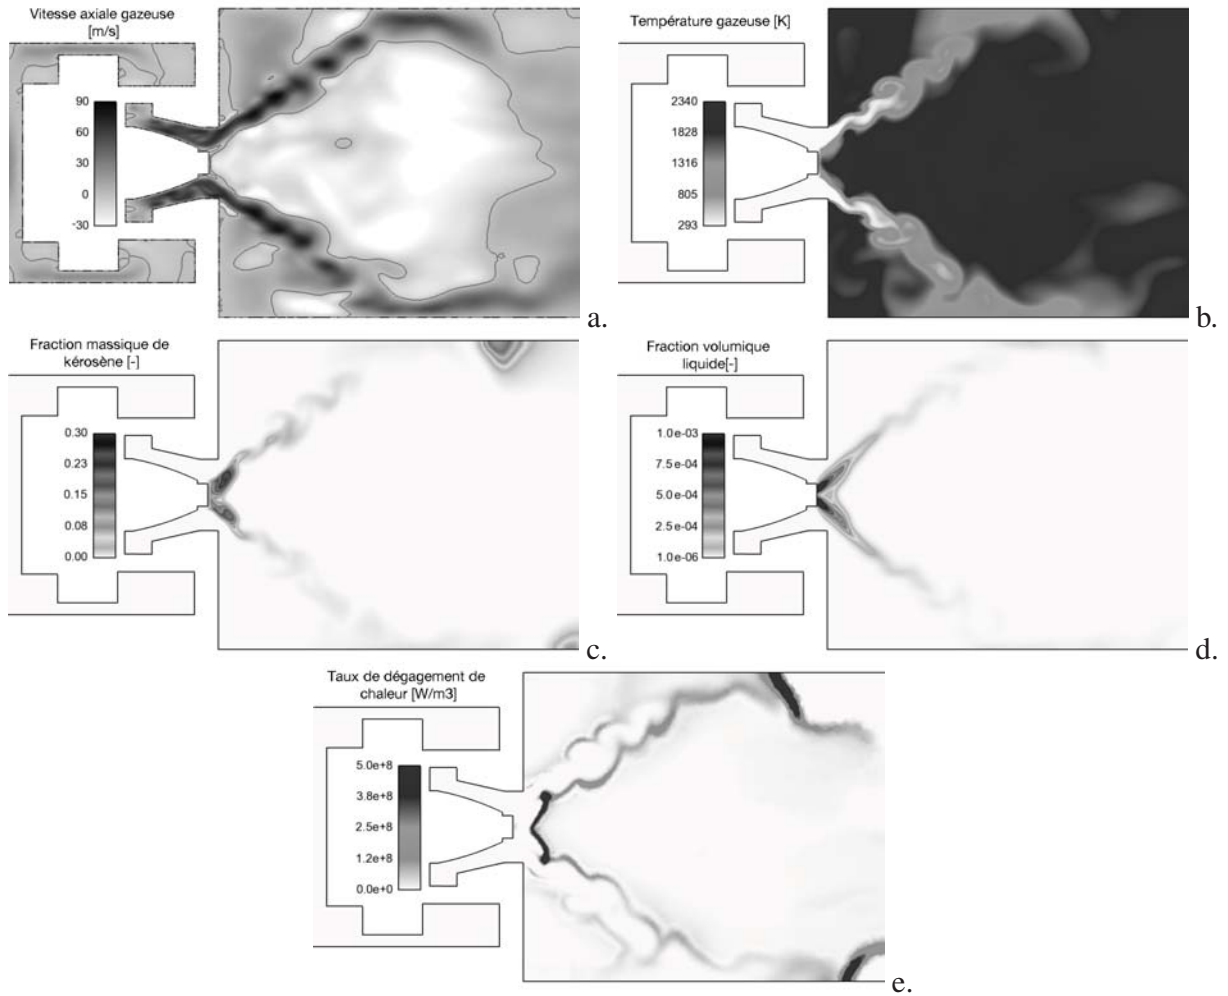 Vitesse axiale gazeuse
[m/s]
90
60
30
0
-30
a.
Température gazeuse [K]
2340
1828
1316
805
293
b.
Fraction massique de
kérosène [-]
0.30
0.23
0.15
0.08
0.00
c.
Fraction volumique
liquide[-]
1.0e-03
7.5e-04
5.0e-04
2.5e-04
1.0e-06
d.
Taux de dégagement de
chaleur [W/m3]
5.0e+8
3.8e+8
2.5e+8
1.2e+8
0.0e+0
e.